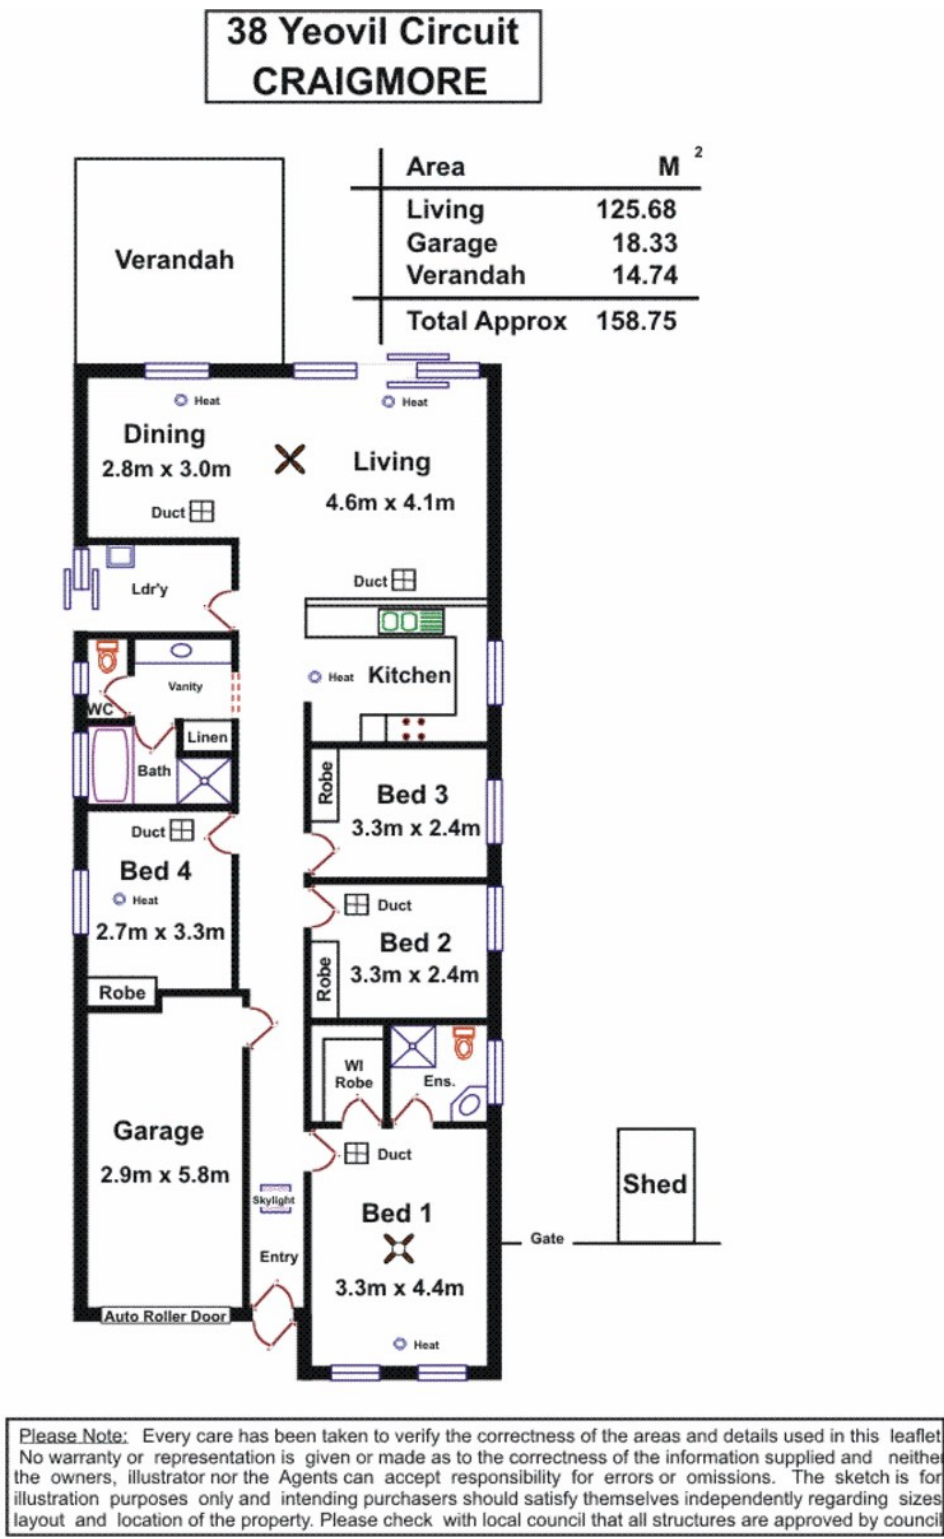 38 Yeovil Circuit
CRAIGMORE
Area M 2
Living 125.68
Garage 18.33
Verandah 14.74
Total Approx 158.75
Verandah
Heat
Heat
Dining
2.8m x 3.0m
Living
4.6m x 4.1m
Duct
Duct
Ldr'y
Heat
Kitchen
Vanity
WC
Linen
Bath
Robe
Bed 3
3.3m x 2.4m
Duct
Bed 4
Heat
2.7m x 3.3m
Robe
Duct
Bed 2
3.3m x 2.4m
Robe
WI
Robe
Ens.
Garage
2.9m x 5.8m
Duct
Skylight
Entry
Bed 1
3.3m x 4.4m
Heat
Auto Roller Door
Shed
Gate
Please Note: Every care has been taken to verify the correctness of the areas and details used in this leaflet
No warranty or representation is given or made as to the correctness of the information supplied and neither
the owners, illustrator nor the Agents can accept responsibility for errors or omissions. The sketch is for
illustration purposes only and intending purchasers should satisfy themselves independently regarding sizes
layout and location of the property. Please check with local council that all structures are approved by council